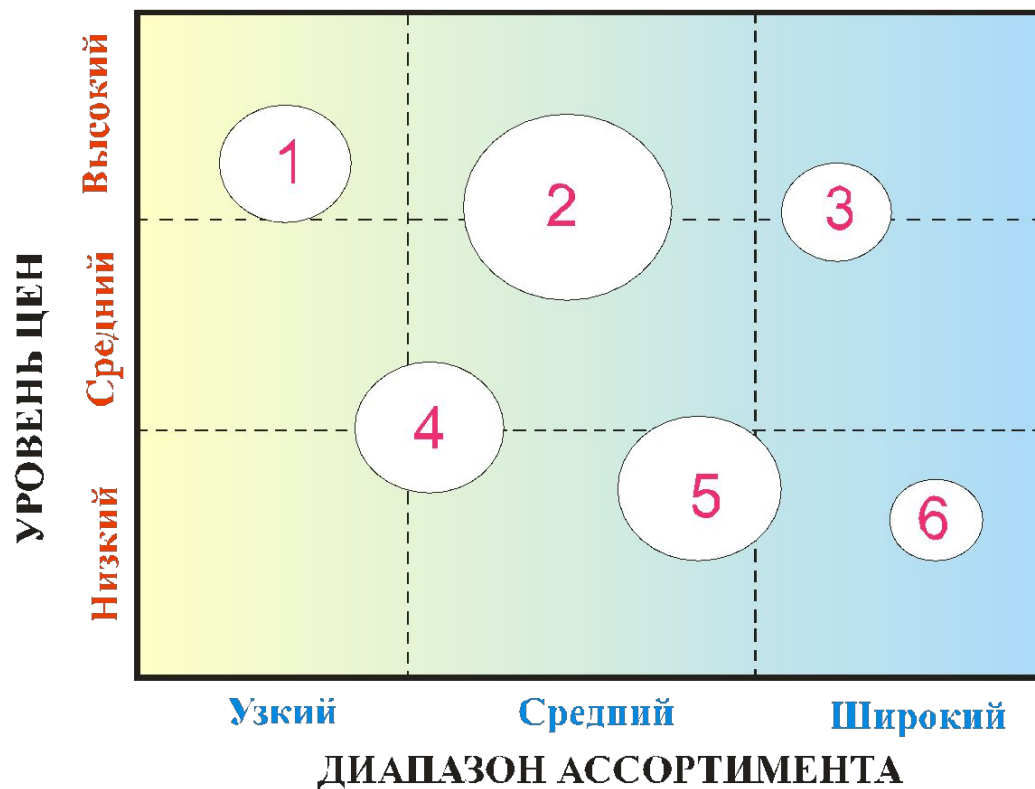 УРОВЕНЬ ЦЕН
Высокий
Средний
Низкий
1
2
3
4
5
6
Узкий
Средний
Широкий
ДИАПАЗОН АССОРТИМЕНТА